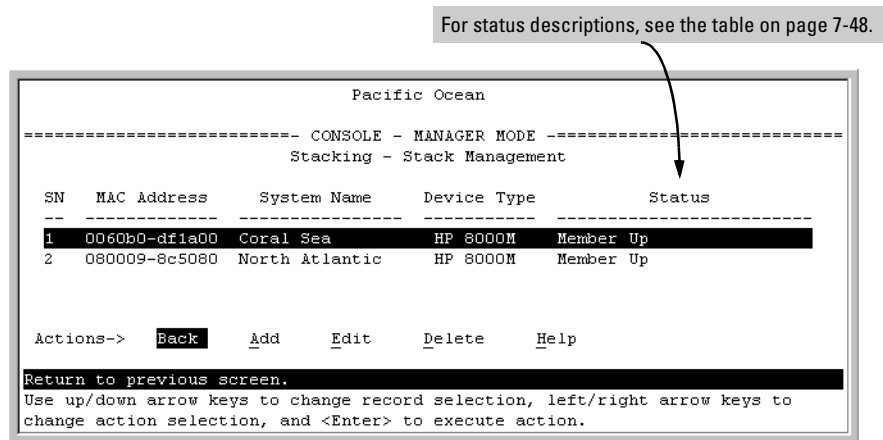 For status descriptions, see the table on page 7-48.
Pacific Ocean
==========================- CONSOLE - MANAGER MODE -============================
Stacking - Stack Management
SN MAC Address System Name Device Type Status
-- ------------- ---------------- ----------- -------------------------
1 0060b0-df1a00 Coral Sea HP 8000M Member Up
2 080009-8c5080 North Atlantic HP 8000M Member Up
Actions-> Back Add Edit Delete Help
Return to previous screen.
Use up/down arrow keys to change record selection, left/right arrow keys to
change action selection, and <Enter> to execute action.